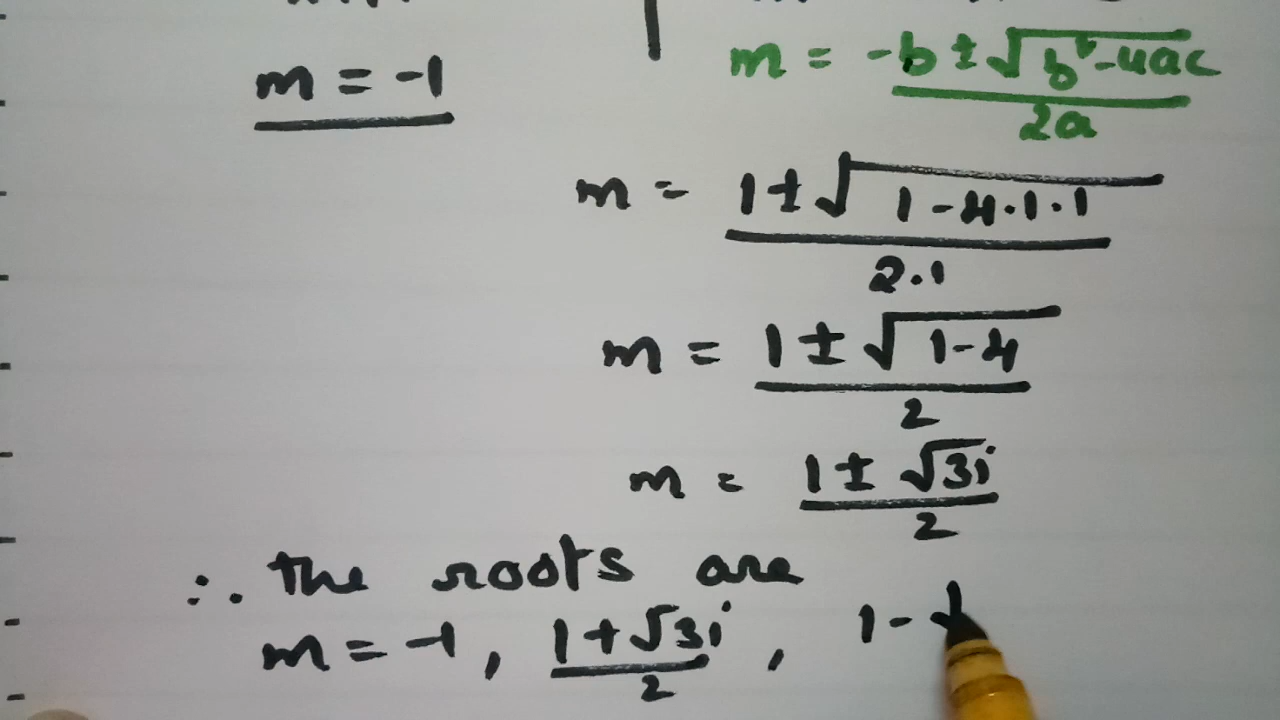 m = -1
m = -b ± √b²-4ac / 2a
m = 1 ± √1-4·1·1 / 2·1
m = 1 ± √1-4 / 2
m = 1 ± √3i / 2
∴ the roots are
m = -1, 1+√3i / 2, 1-√